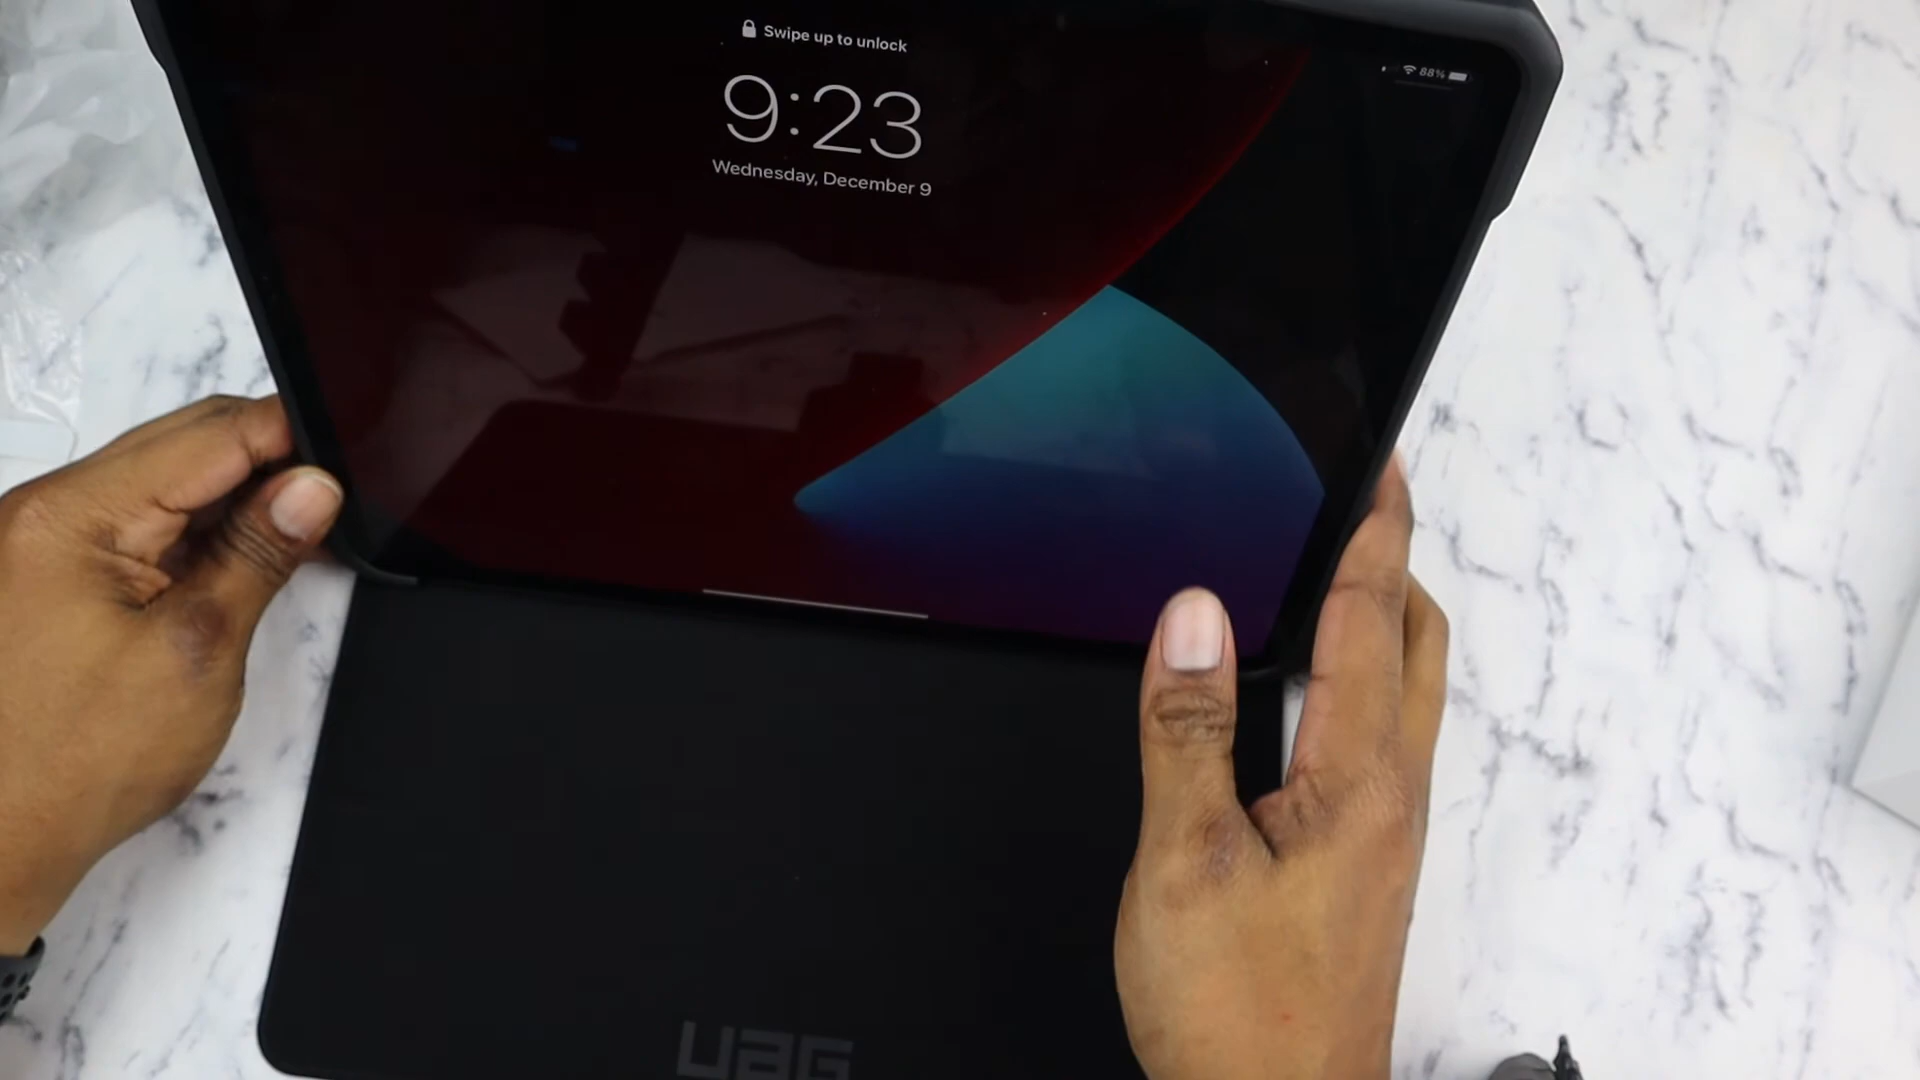 Swipe up to unlock
88%
9:23
Wednesday, December 9
UAG